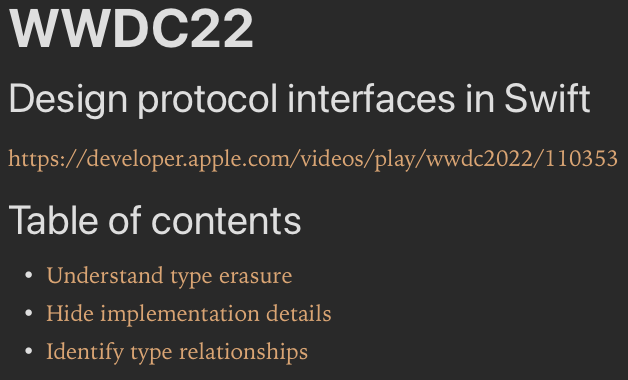 WWDC22
Design protocol interfaces in Swift
https://developer.apple.com/videos/play/wwdc2022/110353
Table of contents
• Understand type erasure
• Hide implementation details
• Identify type relationships